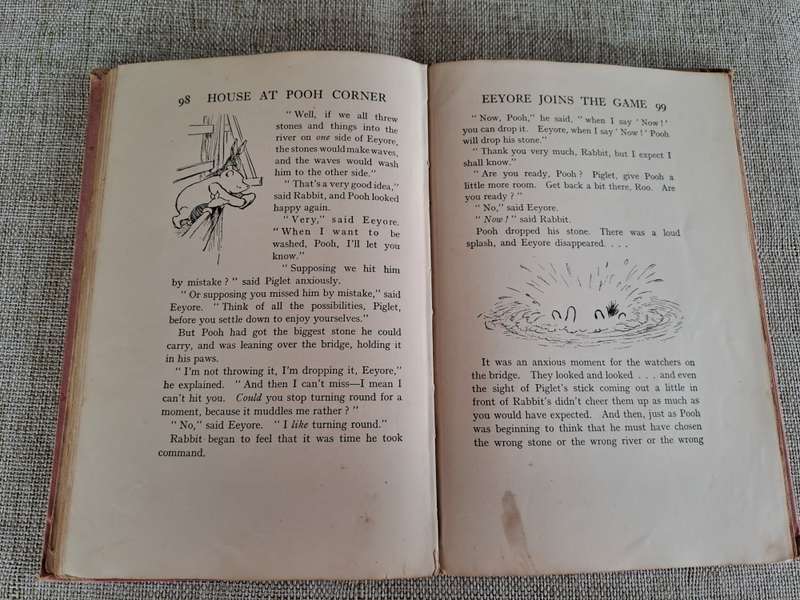 98 HOUSE AT POOH CORNER
" Well, if we all threw
stones and things into the
river on one side of Eeyore,
the stones would make waves,
and the waves would wash
him to the other side."
" That's a very good idea,"
said Rabbit, and Pooh looked
happy again.
" Very," said Eeyore.
" When I want to be
washed, Pooh, I'll let you
know."
" Supposing we hit him
by mistake ? " said Piglet anxiously.
" Or supposing you missed him by mistake," said
Eeyore. " Think of all the possibilities, Piglet,
before you settle down to enjoy yourselves."
But Pooh had got the biggest stone he could
carry, and was leaning over the bridge, holding it
in his paws.
" I'm not throwing it, I'm dropping it, Eeyore,"
he explained. " And then I can't miss—I mean I
can't hit you. Could you stop turning round for a
moment, because it muddles me rather ? "
" No," said Eeyore. " I like turning round."
Rabbit began to feel that it was time he took
command.
EEYORE JOINS THE GAME 99
" Now, Pooh," he said, " when I say ' Now ! '
you can drop it. Eeyore, when I say ' Now ! ' Pooh
will drop his stone."
" Thank you very much, Rabbit, but I expect I
shall know."
" Are you ready, Pooh ? Piglet, give Pooh a
little more room. Get back a bit there, Roo. Are
you ready ? "
" No," said Eeyore.
" Now ! " said Rabbit.
Pooh dropped his stone. There was a loud
splash, and Eeyore disappeared. . . .
It was an anxious moment for the watchers on
the bridge. They looked and looked . . . and even
the sight of Piglet's stick coming out a little in
front of Rabbit's didn't cheer them up as much as
you would have expected. And then, just as Pooh
was beginning to think that he must have chosen
the wrong stone or the wrong river or the wrong